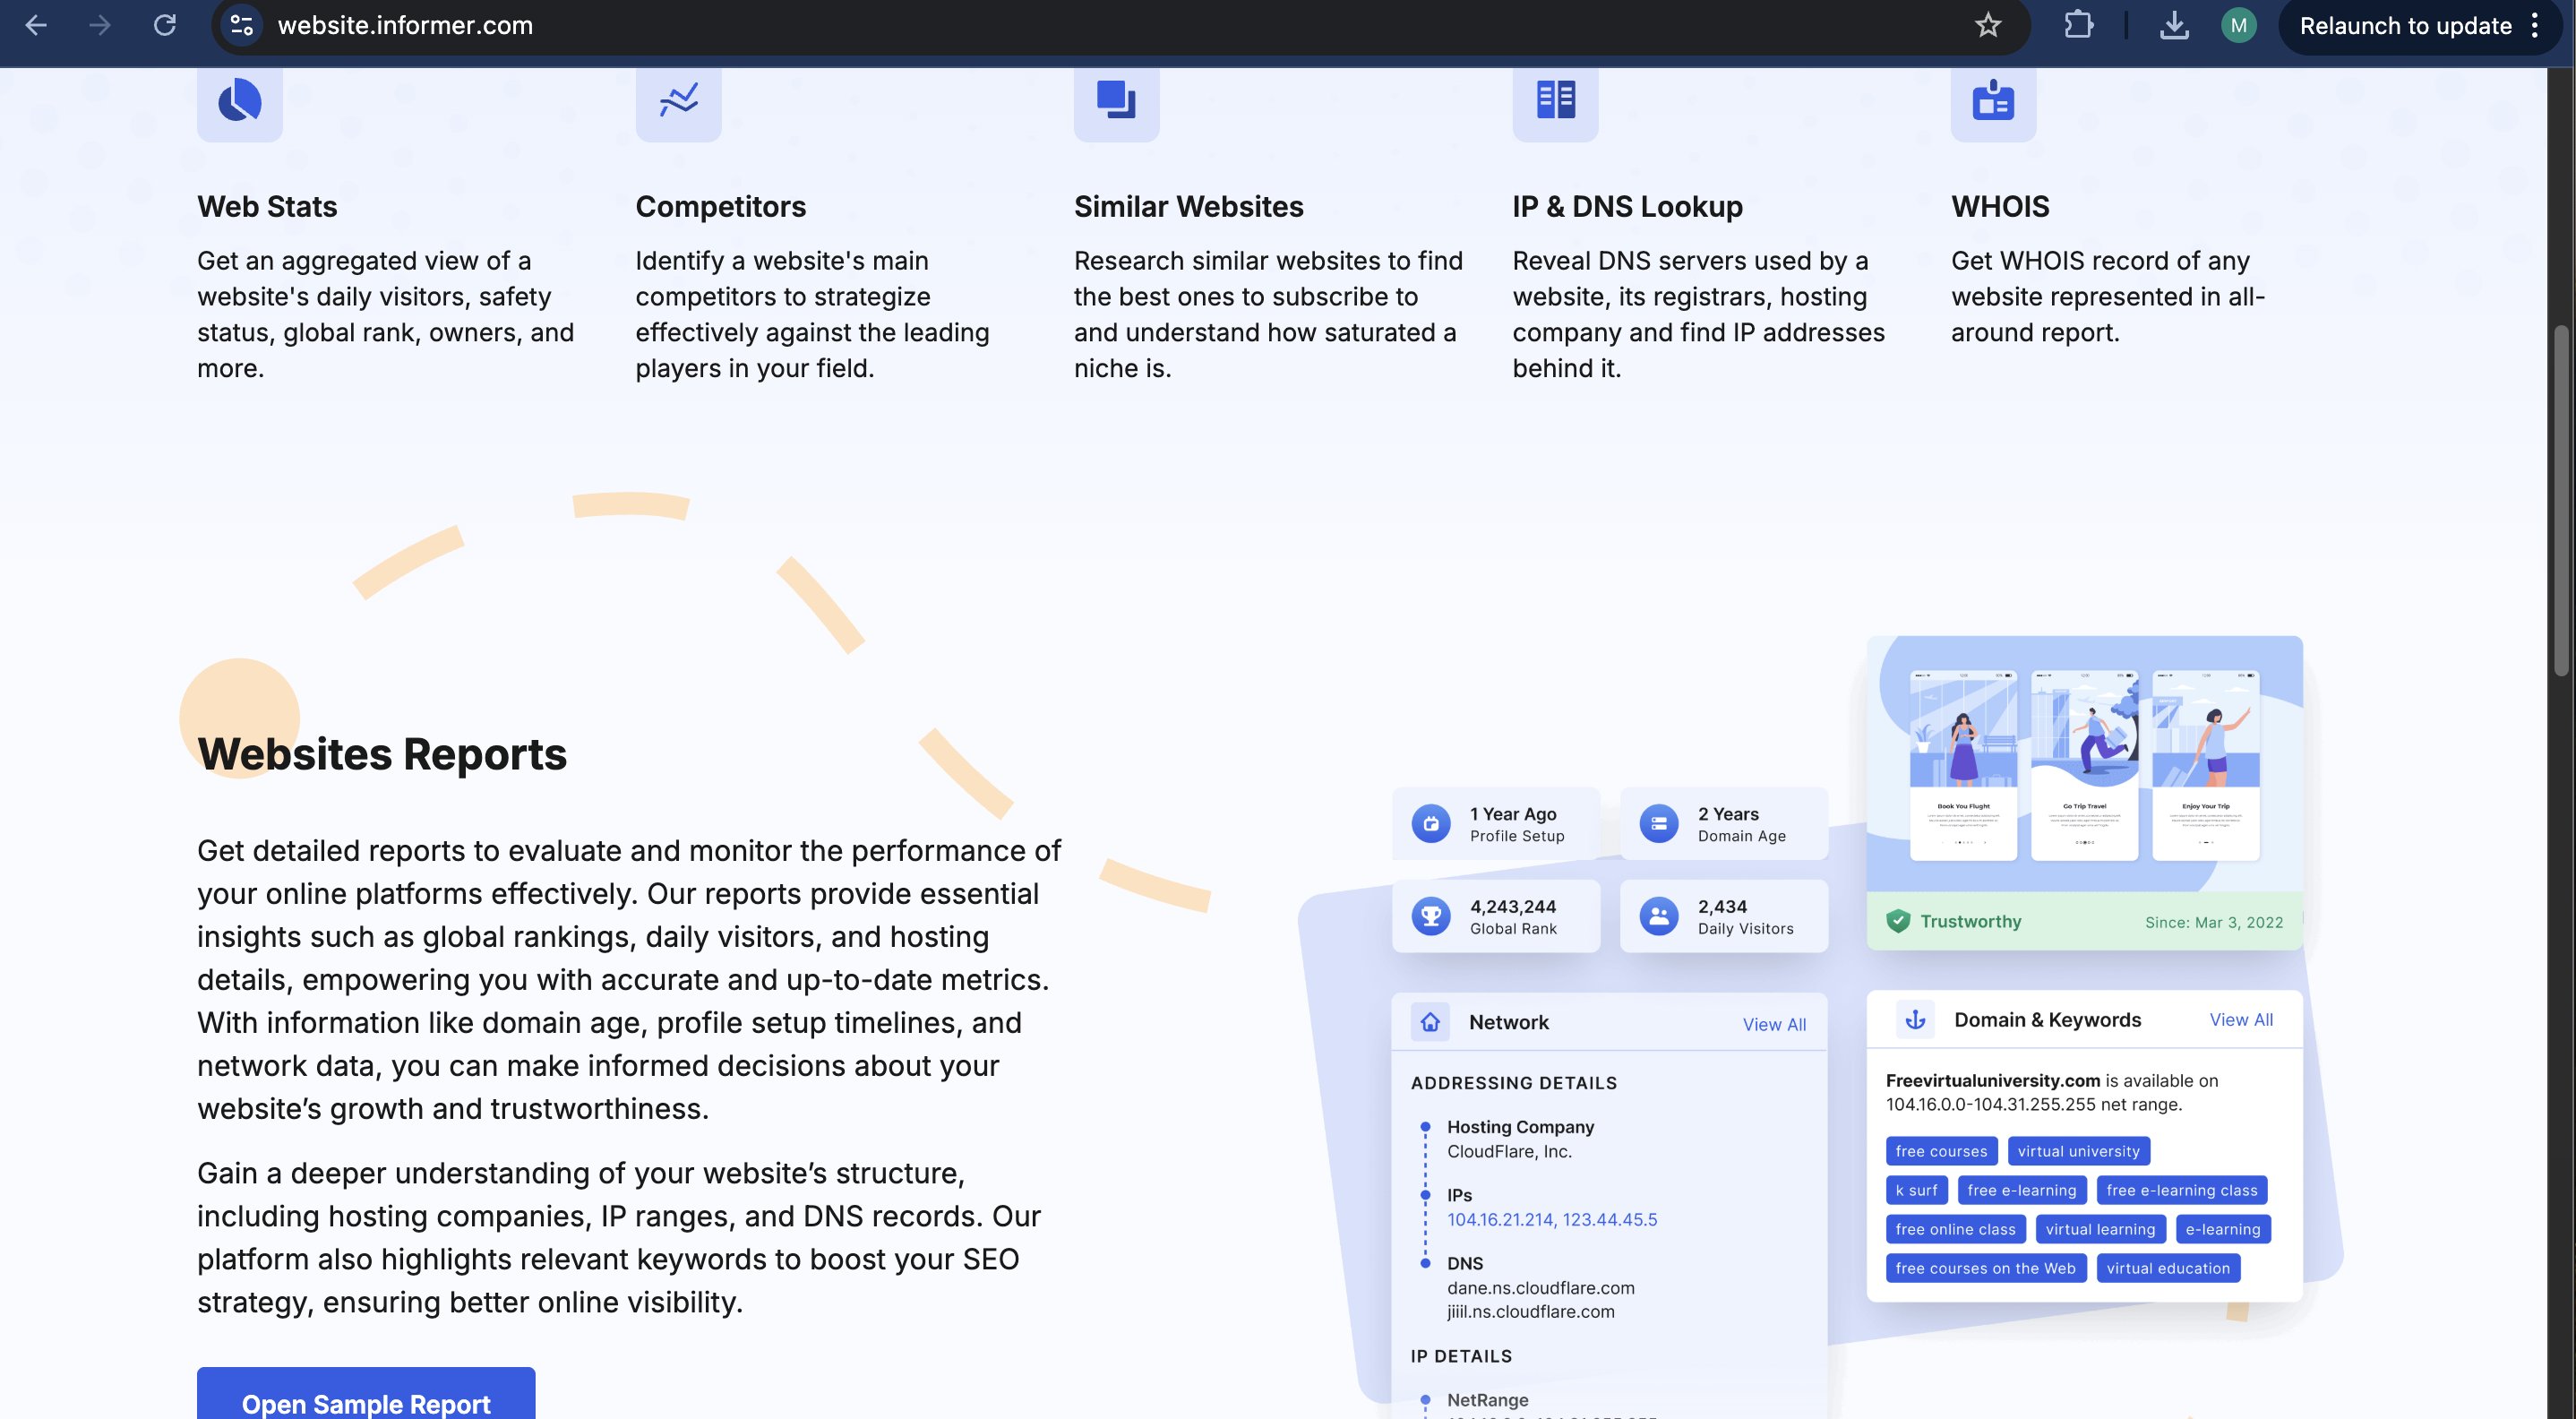 website.informer.com
M
Relaunch to update
Web Stats
Get an aggregated view of a
website's daily visitors, safety
status, global rank, owners, and
more.
Competitors
Identify a website's main
competitors to strategize
effectively against the leading
players in your field.
Similar Websites
Research similar websites to find
the best ones to subscribe to
and understand how saturated a
niche is.
IP & DNS Lookup
Reveal DNS servers used by a
website, its registrars, hosting
company and find IP addresses
behind it.
WHOIS
Get WHOIS record of any
website represented in all-
around report.
Websites Reports
Get detailed reports to evaluate and monitor the performance of
your online platforms effectively. Our reports provide essential
insights such as global rankings, daily visitors, and hosting
details, empowering you with accurate and up-to-date metrics.
With information like domain age, profile setup timelines, and
network data, you can make informed decisions about your
website’s growth and trustworthiness.
Gain a deeper understanding of your website’s structure,
including hosting companies, IP ranges, and DNS records. Our
platform also highlights relevant keywords to boost your SEO
strategy, ensuring better online visibility.
Open Sample Report
1 Year Ago
Profile Setup
2 Years
Domain Age
4,243,244
Global Rank
2,434
Daily Visitors
Book You Flught
Go Trip Travel
Enjoy Your Trip
Trustworthy
Since: Mar 3, 2022
Network
View All
ADDRESSING DETAILS
Hosting Company
CloudFlare, Inc.
IPs
104.16.21.214, 123.44.45.5
DNS
dane.ns.cloudflare.com
jiiil.ns.cloudflare.com
IP DETAILS
NetRange
Domain & Keywords
View All
Freevirtualuniversity.com is available on
104.16.0.0-104.31.255.255 net range.
free courses virtual university
k surf free e-learning free e-learning class
free online class virtual learning e-learning
free courses on the Web virtual education